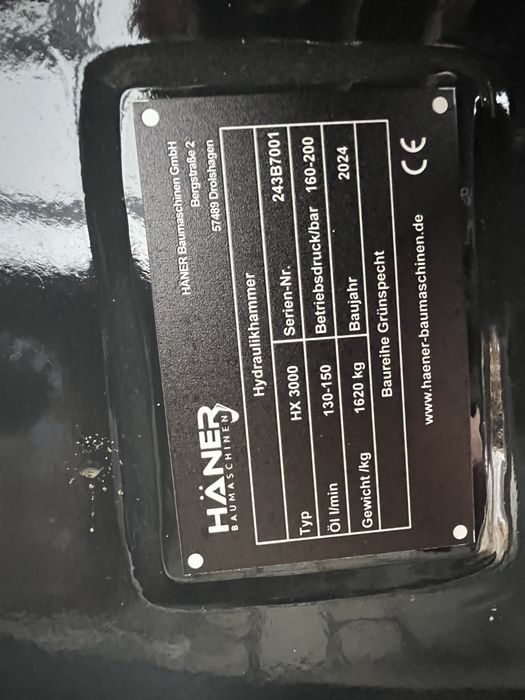 HÄNER
BAUMASCHINEN
HÄNER Baumaschinen GmbH
Bergstraße 2
57489 Drolshagen
Hydraulikhammer
Typ HX 3000 Serien-Nr. 243B7001
Öl l/min 130-150 Betriebsdruck/bar 160-200
Gewicht /kg 1620 kg Baujahr 2024
Baureihe Grünspecht
www.haener-baumaschinen.de CE